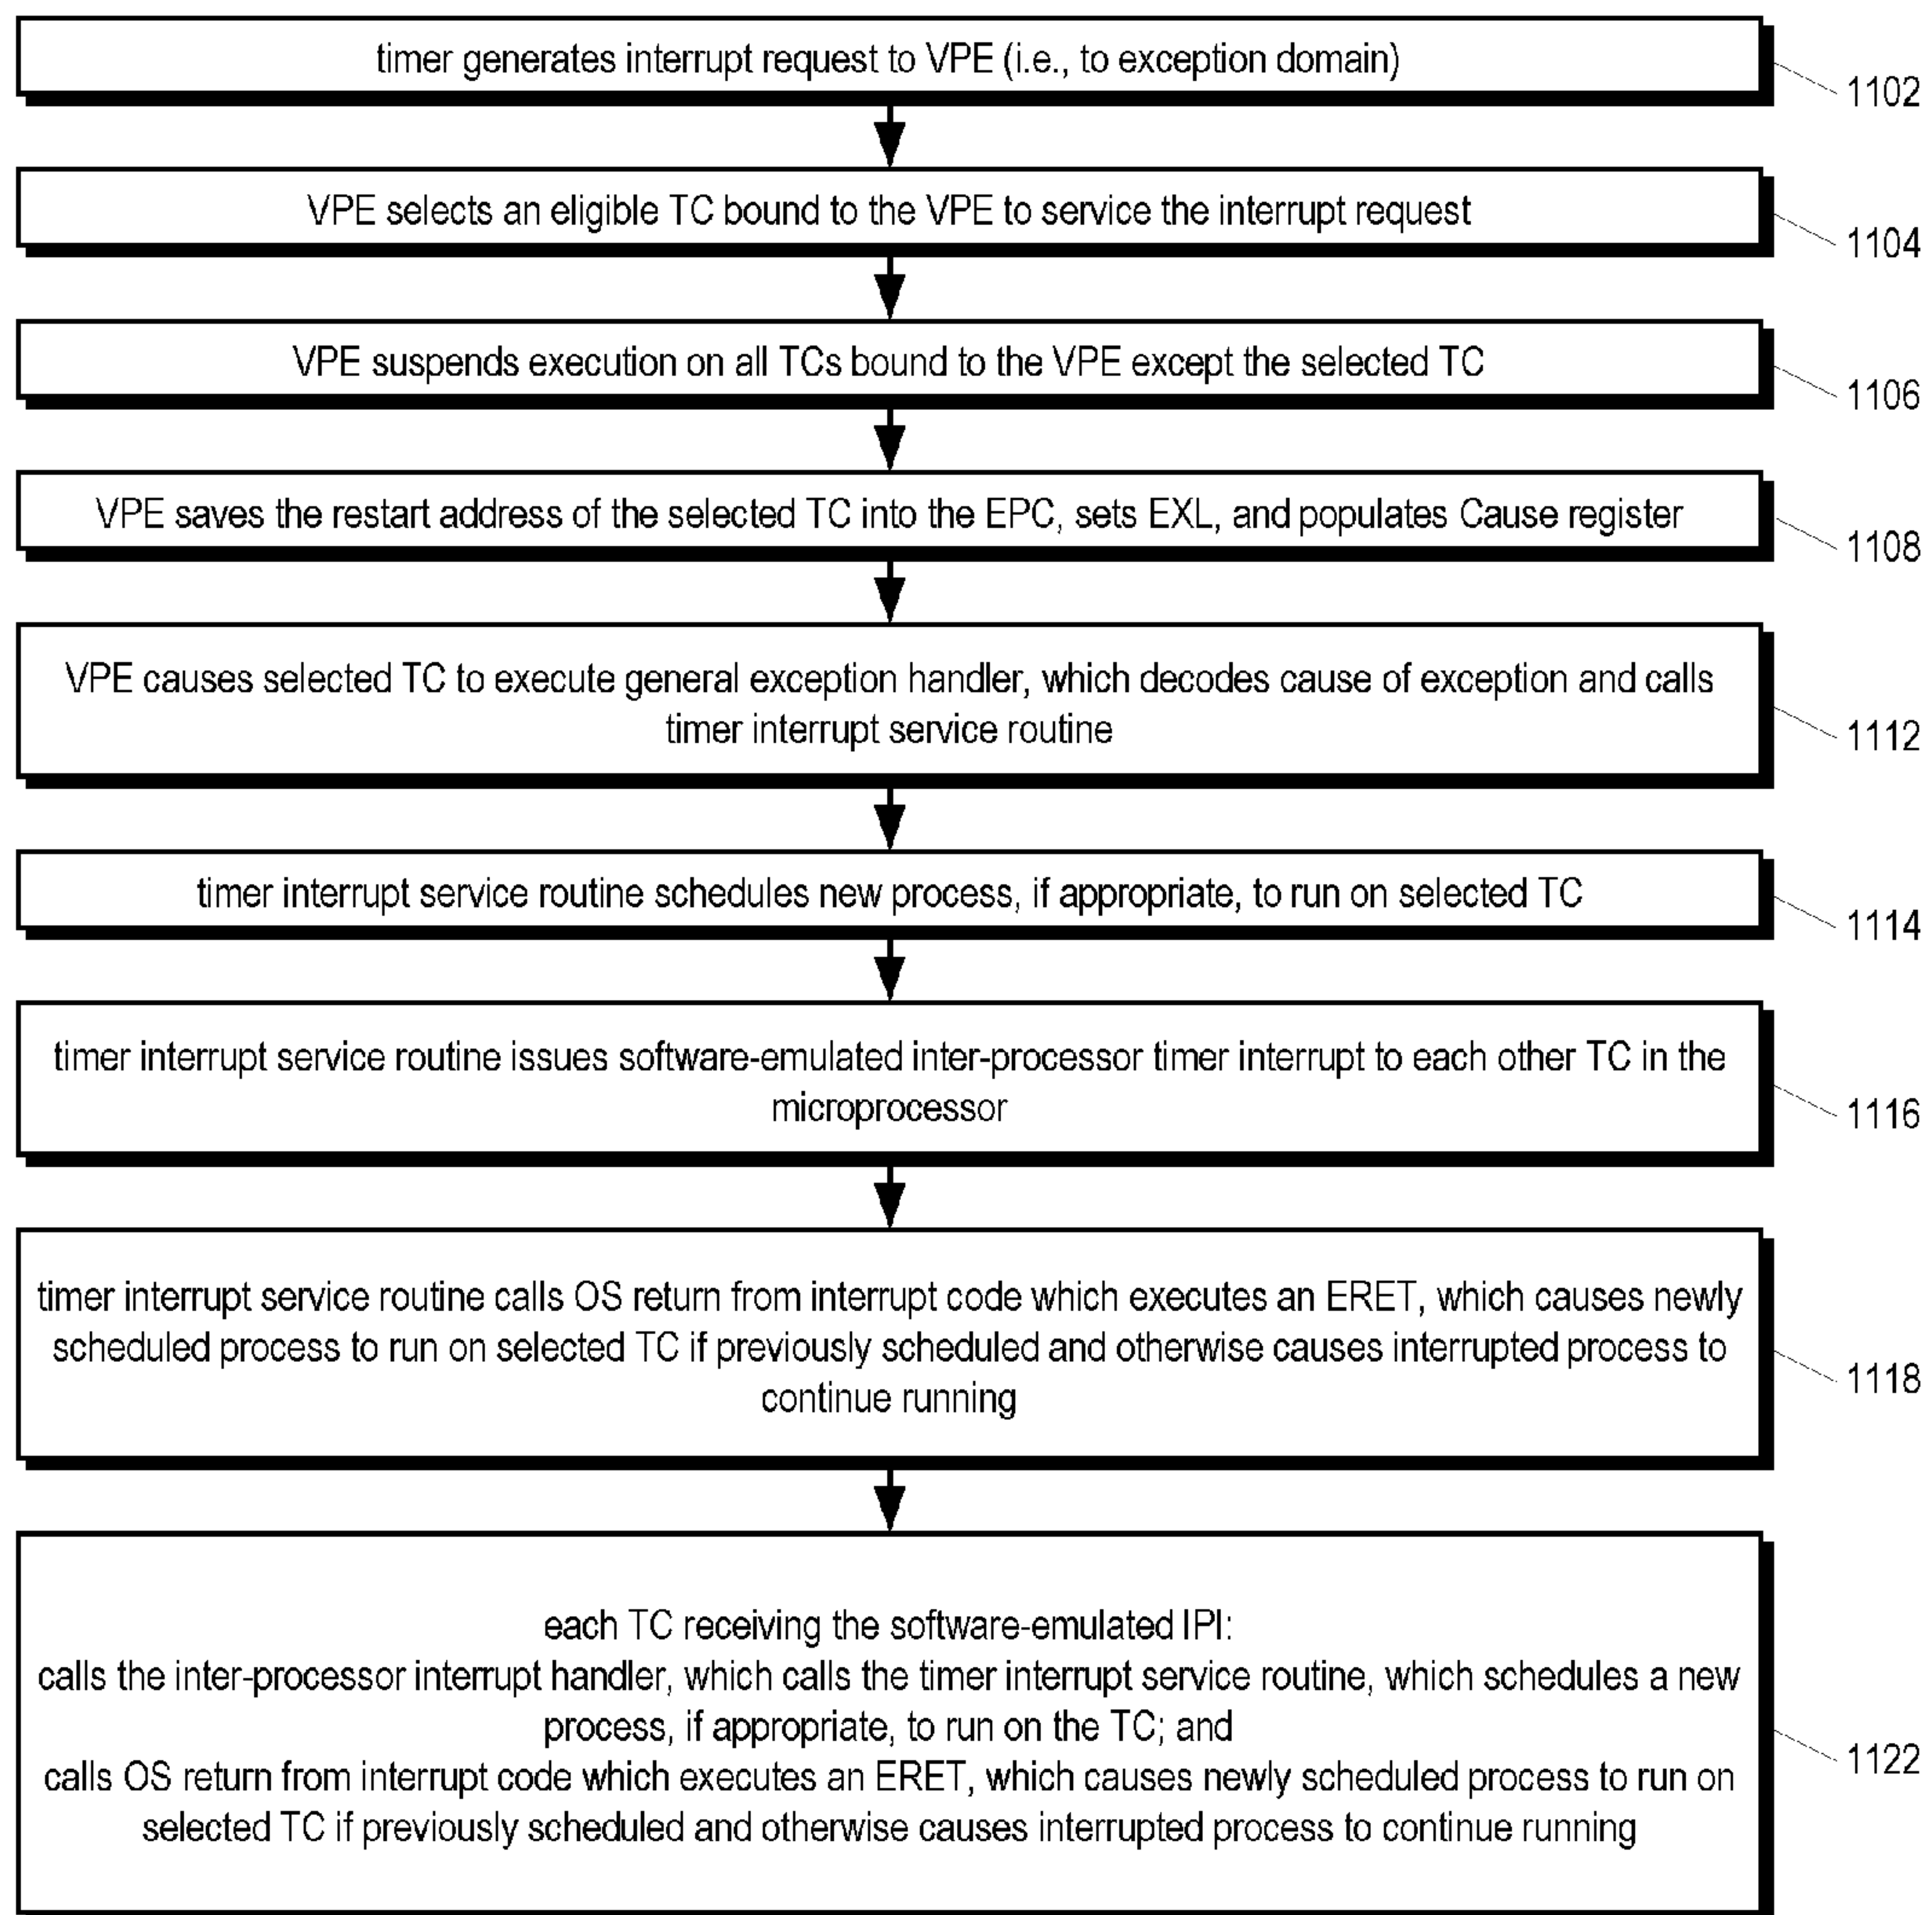 timer generates interrupt request to VPE (i.e., to exception domain)
1102
VPE selects an eligible TC bound to the VPE to service the interrupt request
1104
VPE suspends execution on all TCs bound to the VPE except the selected TC
1106
VPE saves the restart address of the selected TC into the EPC, sets EXL, and populates Cause register
1108
VPE causes selected TC to execute general exception handler, which decodes cause of exception and calls
timer interrupt service routine
1112
timer interrupt service routine schedules new process, if appropriate, to run on selected TC
1114
timer interrupt service routine issues software-emulated inter-processor timer interrupt to each other TC in the
microprocessor
1116
timer interrupt service routine calls OS return from interrupt code which executes an ERET, which causes newly
scheduled process to run on selected TC if previously scheduled and otherwise causes interrupted process to
continue running
1118
each TC receiving the software-emulated IPI:
calls the inter-processor interrupt handler, which calls the timer interrupt service routine, which schedules a new
process, if appropriate, to run on the TC; and
calls OS return from interrupt code which executes an ERET, which causes newly scheduled process to run on
selected TC if previously scheduled and otherwise causes interrupted process to continue running
1122